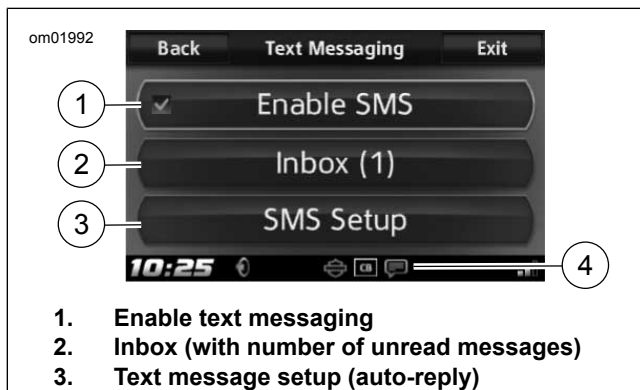 om01992
Back Text Messaging Exit
1 Enable SMS
2 Inbox (1)
3 SMS Setup
10:25 CB 4
1. Enable text messaging
2. Inbox (with number of unread messages)
3. Text message setup (auto-reply)